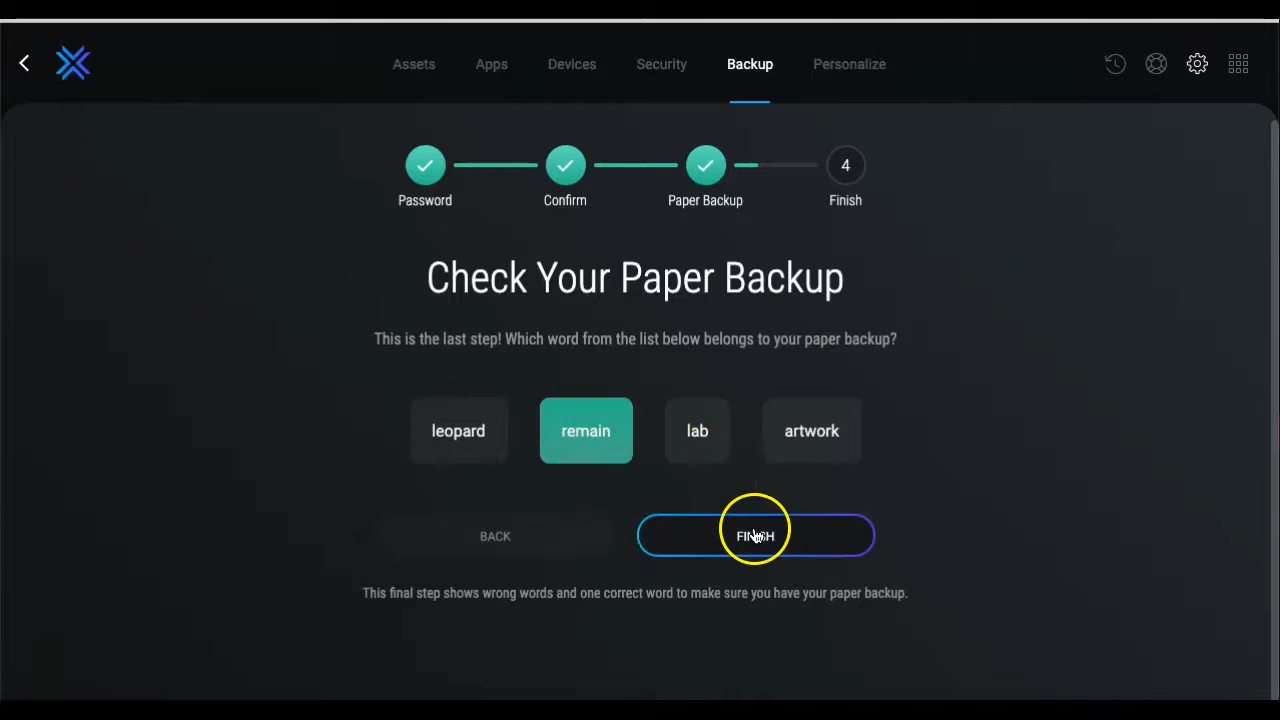 Assets Apps Devices Security Backup Personalize
4
Password Confirm Paper Backup Finish
Check Your Paper Backup
This is the last step! Which word from the list below belongs to your paper backup?
leopard remain lab artwork
BACK FINISH
This final step shows wrong words and one correct word to make sure you have your paper backup.